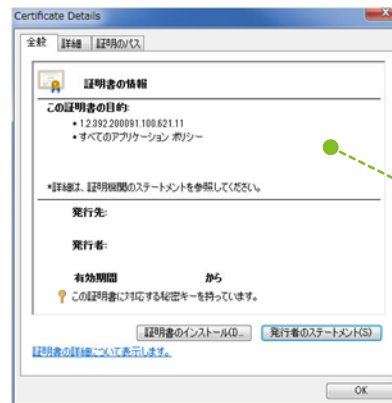 Certificate Details
全般 詳細 証明のパス
証明書の情報
この証明書の目的:
• 1.2.392.200091.100.621.11
• すべてのアプリケーション ポリシー
*詳細は、証明機関のステートメントを参照してください。
発行先:
発行者:
有効期間 から
この証明書に対応する秘密キーを持っています。
証明書のインストール(I)... 発行者のステートメント(S)
証明書の詳細について表示します。
OK